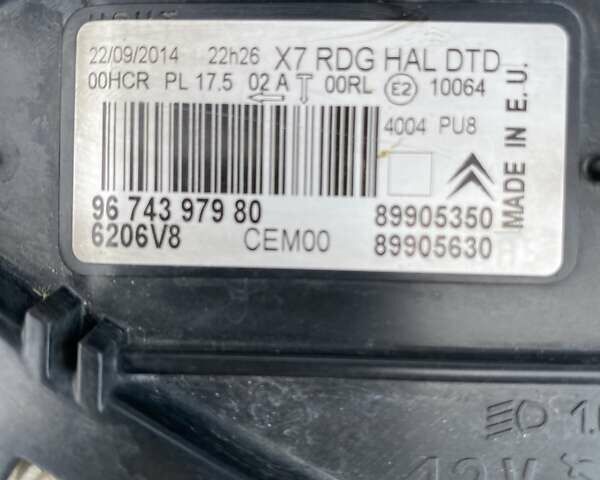 22/09/2014 22h26 X7 RDG HAL DTD
00HCR PL 17.5 02 A 00RL E2 10064
4004 PU8
MADE IN E.U.
96 743 979 80 89905350
6206V8 CEM00 89905630
12V